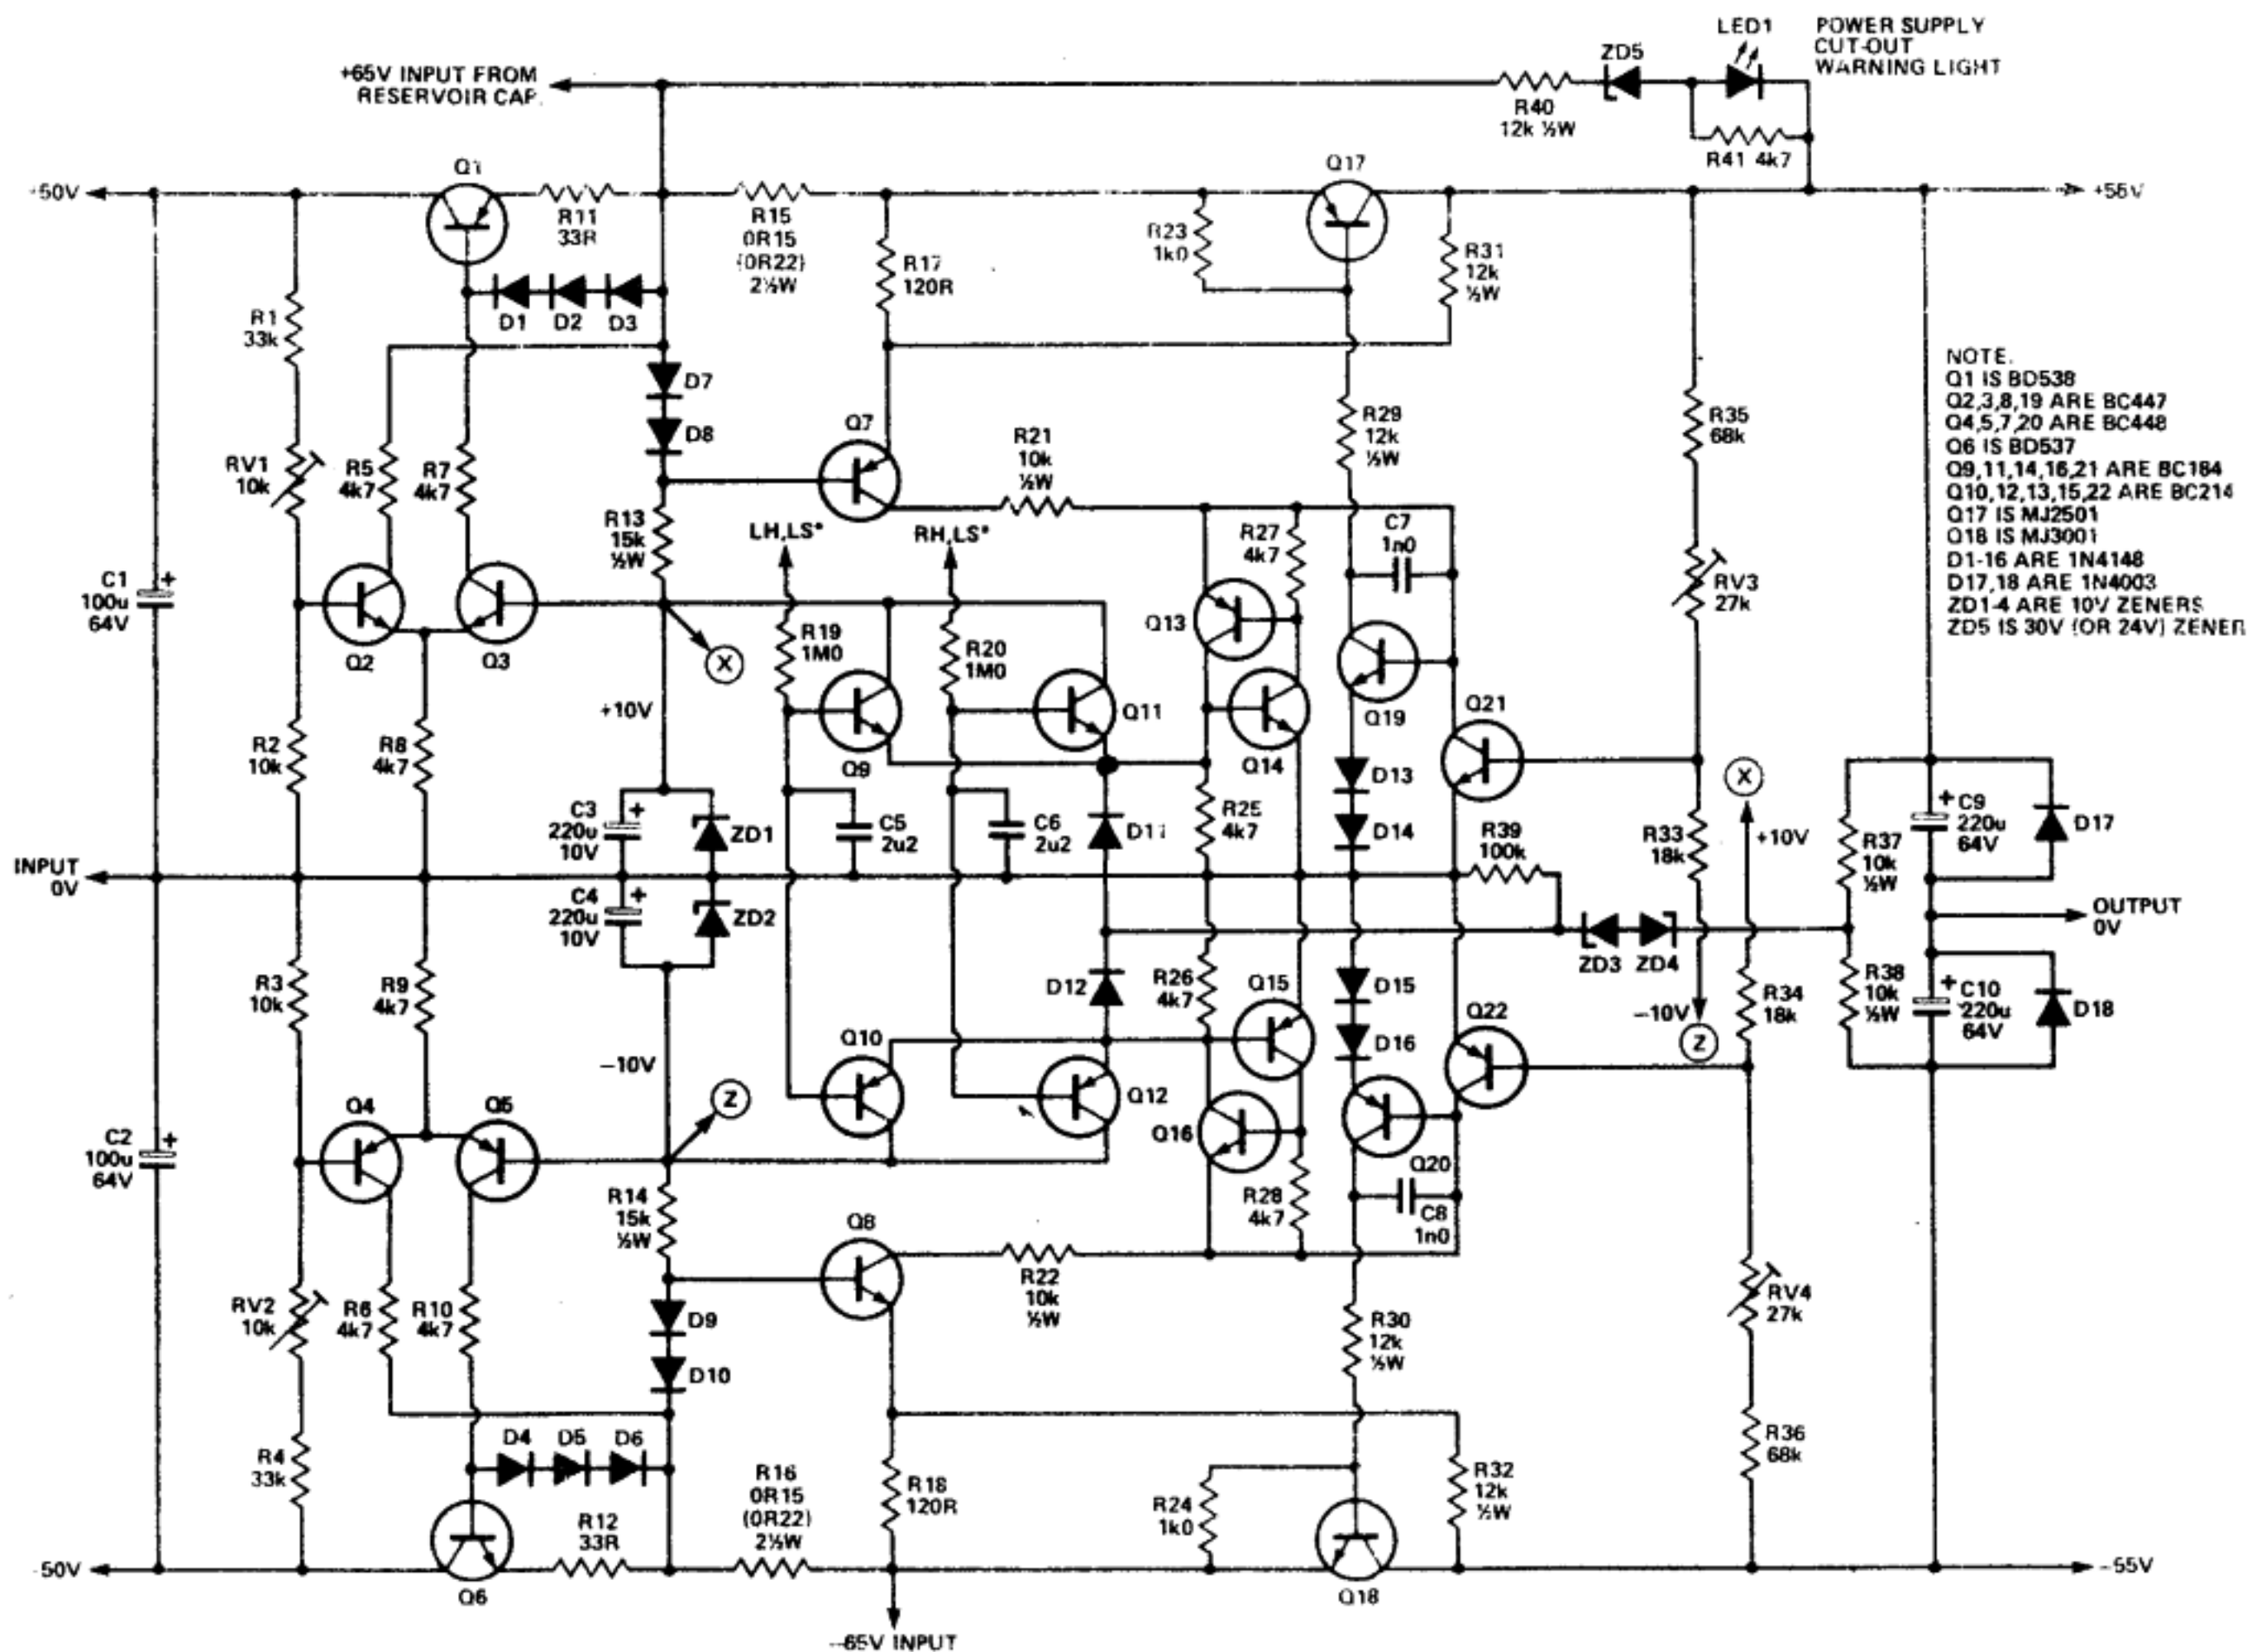 LED1
POWER SUPPLY
CUT-OUT
WARNING LIGHT
ZD5
+65V INPUT FROM
RESERVOIR CAP.
R40
12k ½W
R41 4k7
Q1
Q17
+50V
+55V
R11
33R
R15
0R15
(0R22)
2½W
R17
120R
R23
1k0
R31
12k
½W
D1
D2
D3
R1
33k
D7
D8
NOTE.
Q1 IS BD538
Q2,3,8,19 ARE BC447
Q4,5,7,20 ARE BC448
Q6 IS BD537
Q9,11,14,16,21 ARE BC184
Q10,12,13,15,22 ARE BC214
Q17 IS MJ2501
Q18 IS MJ3001
D1-16 ARE 1N4148
D17,18 ARE 1N4003
ZD1-4 ARE 10V ZENERS
ZD5 IS 30V (OR 24V) ZENER
Q7
R21
10k
½W
R29
12k
½W
R35
68k
RV1
10k
R5
4k7
R7
4k7
R13
15k
½W
LH,LS*
RH,LS*
R27
4k7
C7
1n0
RV3
27k
C1
100u
64V
+
Q2
Q3
X
R19
1M0
R20
1M0
Q13
Q19
Q21
+10V
Q9
Q11
Q14
R2
10k
R8
4k7
D13
D14
X
C3
220u
10V
+
ZD1
C5
2u2
C6
2u2
D11
R25
4k7
R39
100k
R33
18k
+10V
R37
10k
½W
+
C9
220u
64V
D17
INPUT
0V
C4
220u
10V
+
ZD2
OUTPUT
0V
ZD3
ZD4
R3
10k
R9
4k7
D12
R26
4k7
Q15
D15
D16
-10V
Z
R34
18k
R38
10k
½W
+
C10
220u
64V
D18
Q10
Q12
Q22
-10V
Z
Q4
Q5
Q16
Q20
C2
100u
64V
+
R14
15k
½W
Q8
R28
4k7
C8
1n0
RV2
10k
R6
4k7
R10
4k7
R22
10k
½W
R30
12k
½W
RV4
27k
D9
D10
R4
33k
D4
D5
D6
R16
0R15
(0R22)
2½W
R18
120R
R24
1k0
R32
12k
½W
R36
68k
R12
33R
-50V
-55V
Q6
Q18
-65V INPUT